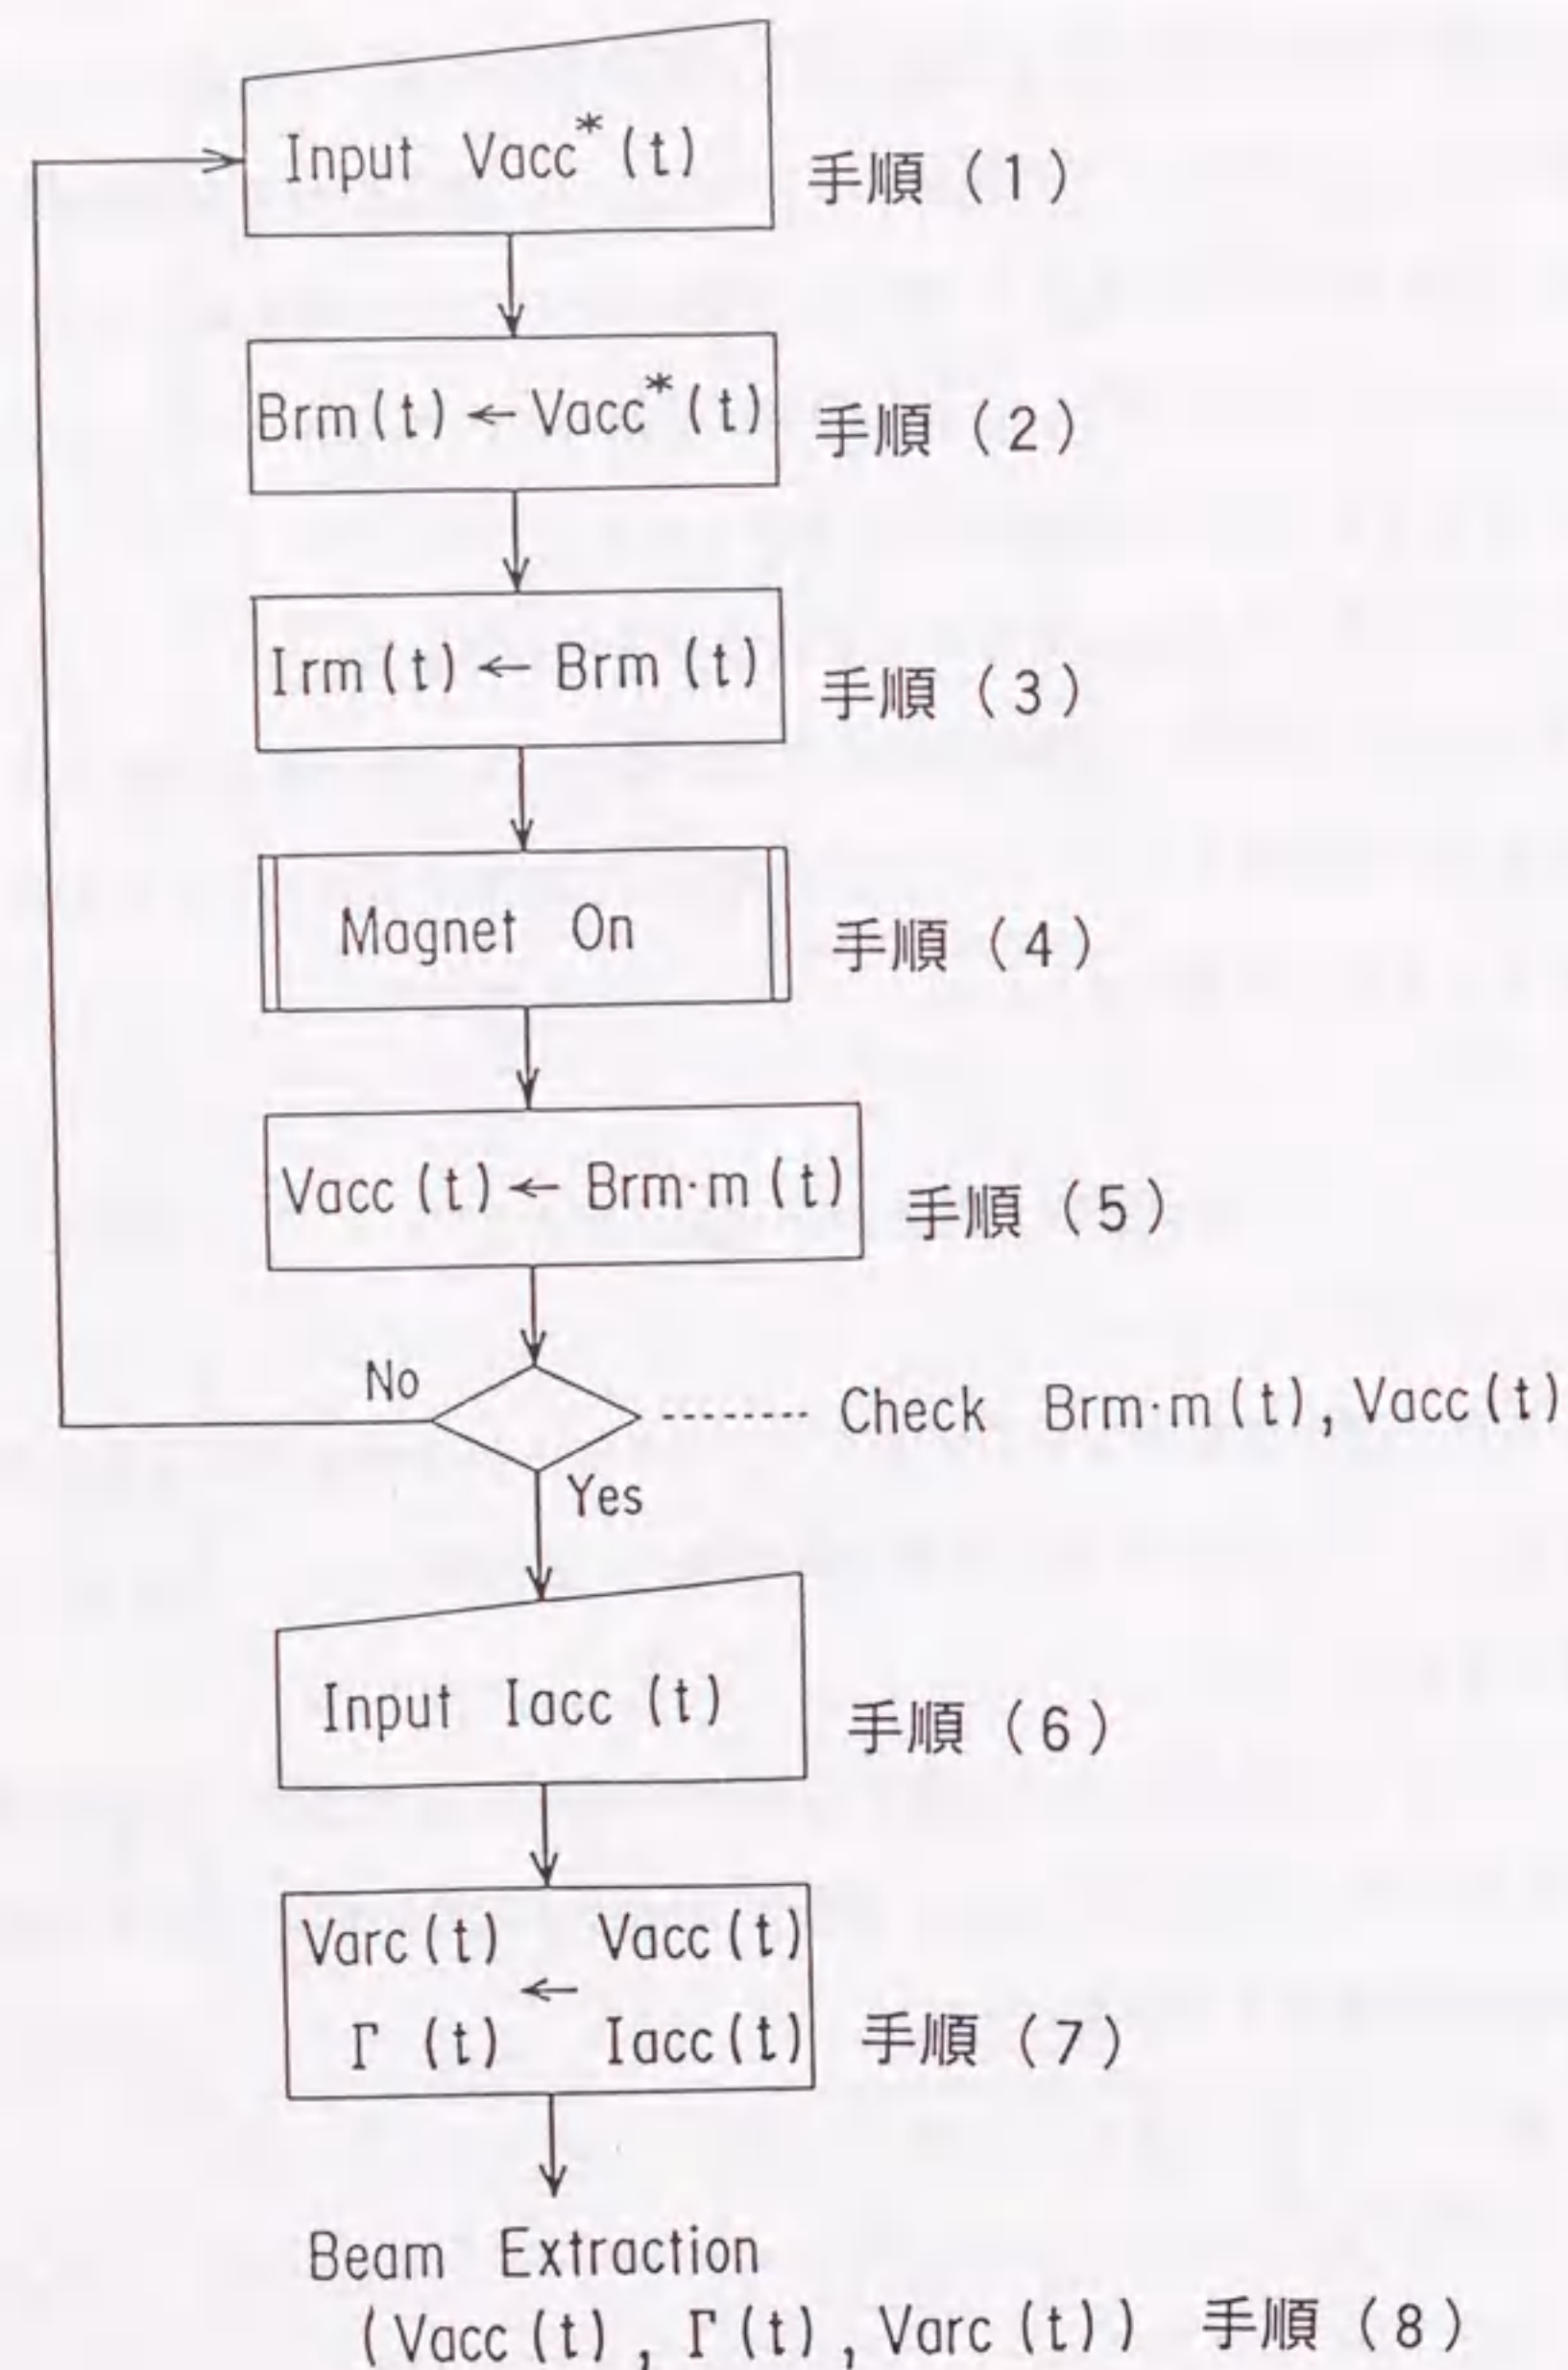 Input Vacc*(t) 手順（1）
Brm(t) ← Vacc*(t) 手順（2）
Irm(t) ← Brm(t) 手順（3）
Magnet On 手順（4）
Vacc(t) ← Brm·m(t) 手順（5）
No
Check Brm·m(t), Vacc(t)
Yes
Input Iacc(t) 手順（6）
Varc(t) ← Vacc(t)
Γ(t) Iacc(t) 手順（7）
Beam Extraction
(Vacc(t), Γ(t), Varc(t)) 手順（8）